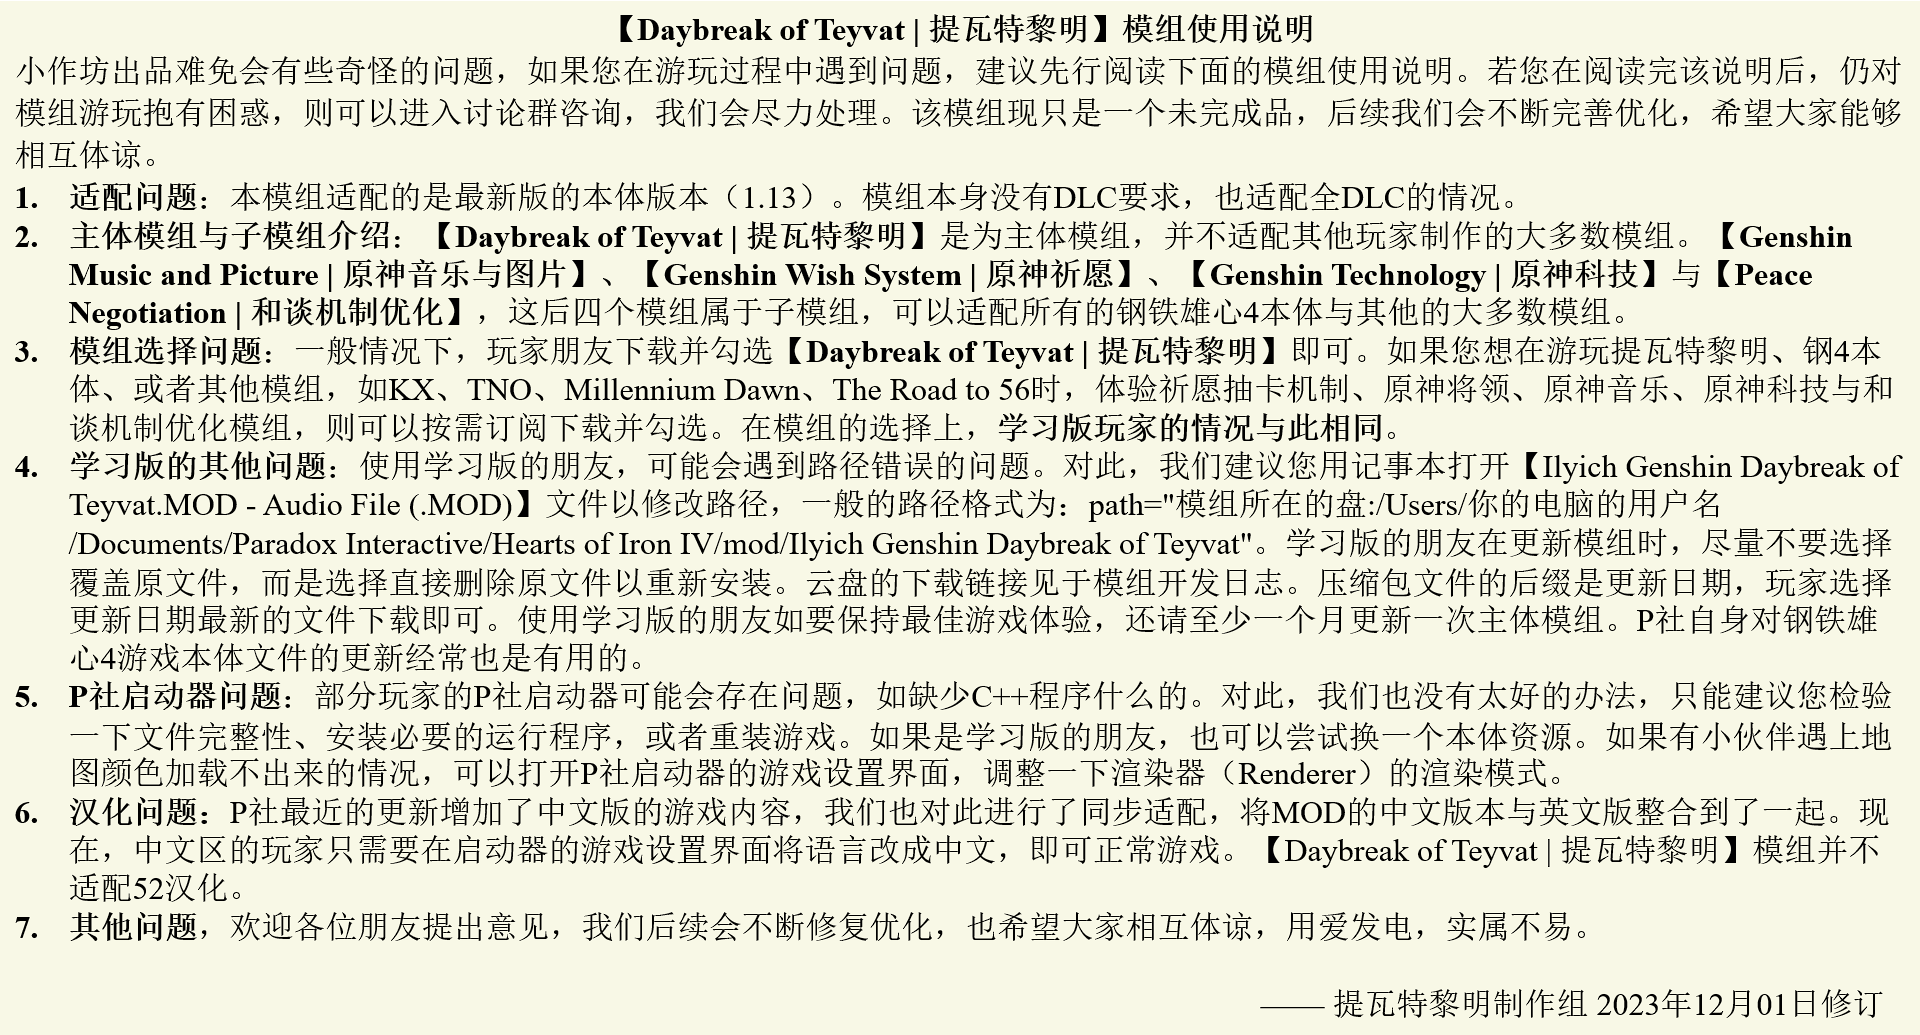 【Daybreak of Teyvat | 提瓦特黎明】模组使用说明
小作坊出品难免会有些奇怪的问题，如果您在游玩过程中遇到问题，建议先行阅读下面的模组使用说明。若您在阅读完该说明后，仍对
模组游玩抱有困惑，则可以进入讨论群咨询，我们会尽力处理。该模组现只是一个未完成品，后续我们会不断完善优化，希望大家能够
相互体谅。
1. 适配问题：本模组适配的是最新版的本体版本（1.13）。模组本身没有DLC要求，也适配全DLC的情况。
2. 主体模组与子模组介绍：【Daybreak of Teyvat | 提瓦特黎明】是为主体模组，并不适配其他玩家制作的大多数模组。【Genshin
Music and Picture | 原神音乐与图片】、【Genshin Wish System | 原神祈愿】、【Genshin Technology | 原神科技】与【Peace
Negotiation | 和谈机制优化】，这后四个模组属于子模组，可以适配所有的钢铁雄心4本体与其他的大多数模组。
3. 模组选择问题：一般情况下，玩家朋友下载并勾选【Daybreak of Teyvat | 提瓦特黎明】即可。如果您想在游玩提瓦特黎明、钢4本
体、或者其他模组，如KX、TNO、Millennium Dawn、The Road to 56时，体验祈愿抽卡机制、原神将领、原神音乐、原神科技与和
谈机制优化模组，则可以按需订阅下载并勾选。在模组的选择上，学习版玩家的情况与此相同。
4. 学习版的其他问题：使用学习版的朋友，可能会遇到路径错误的问题。对此，我们建议您用记事本打开【Ilyich Genshin Daybreak of
Teyvat.MOD - Audio File (.MOD)】文件以修改路径，一般的路径格式为：path="模组所在的盘:/Users/你的电脑的用户名
/Documents/Paradox Interactive/Hearts of Iron IV/mod/Ilyich Genshin Daybreak of Teyvat"。学习版的朋友在更新模组时，尽量不要选择
覆盖原文件，而是选择直接删除原文件以重新安装。云盘的下载链接见于模组开发日志。压缩包文件的后缀是更新日期，玩家选择
更新日期最新的文件下载即可。使用学习版的朋友如要保持最佳游戏体验，还请至少一个月更新一次主体模组。P社自身对钢铁雄
心4游戏本体文件的更新经常也是有用的。
5. P社启动器问题：部分玩家的P社启动器可能会存在问题，如缺少C++程序什么的。对此，我们也没有太好的办法，只能建议您检验
一下文件完整性、安装必要的运行程序，或者重装游戏。如果是学习版的朋友，也可以尝试换一个本体资源。如果有小伙伴遇上地
图颜色加载不出来的情况，可以打开P社启动器的游戏设置界面，调整一下渲染器（Renderer）的渲染模式。
6. 汉化问题：P社最近的更新增加了中文版的游戏内容，我们也对此进行了同步适配，将MOD的中文版本与英文版整合到了一起。现
在，中文区的玩家只需要在启动器的游戏设置界面将语言改成中文，即可正常游戏。【Daybreak of Teyvat | 提瓦特黎明】模组并不
适配52汉化。
7. 其他问题，欢迎各位朋友提出意见，我们后续会不断修复优化，也希望大家相互体谅，用爱发电，实属不易。
—— 提瓦特黎明制作组 2023年12月01日修订